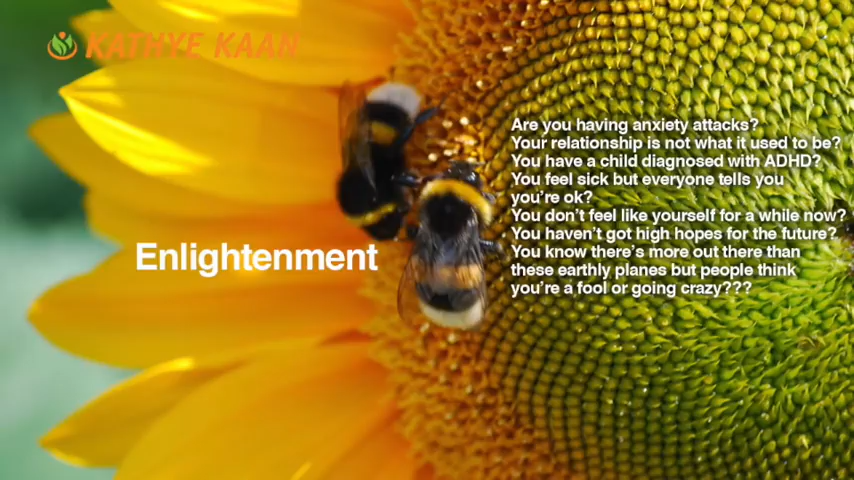 KATHYE KAAN
Are you having anxiety attacks?
Your relationship is not what it used to be?
You have a child diagnosed with ADHD?
You feel sick but everyone tells you
you're ok?
You don't feel like yourself for a while now?
You haven't got high hopes for the future?
You know there's more out there than
these earthly planes but people think
you're a fool or going crazy???
Enlightenment